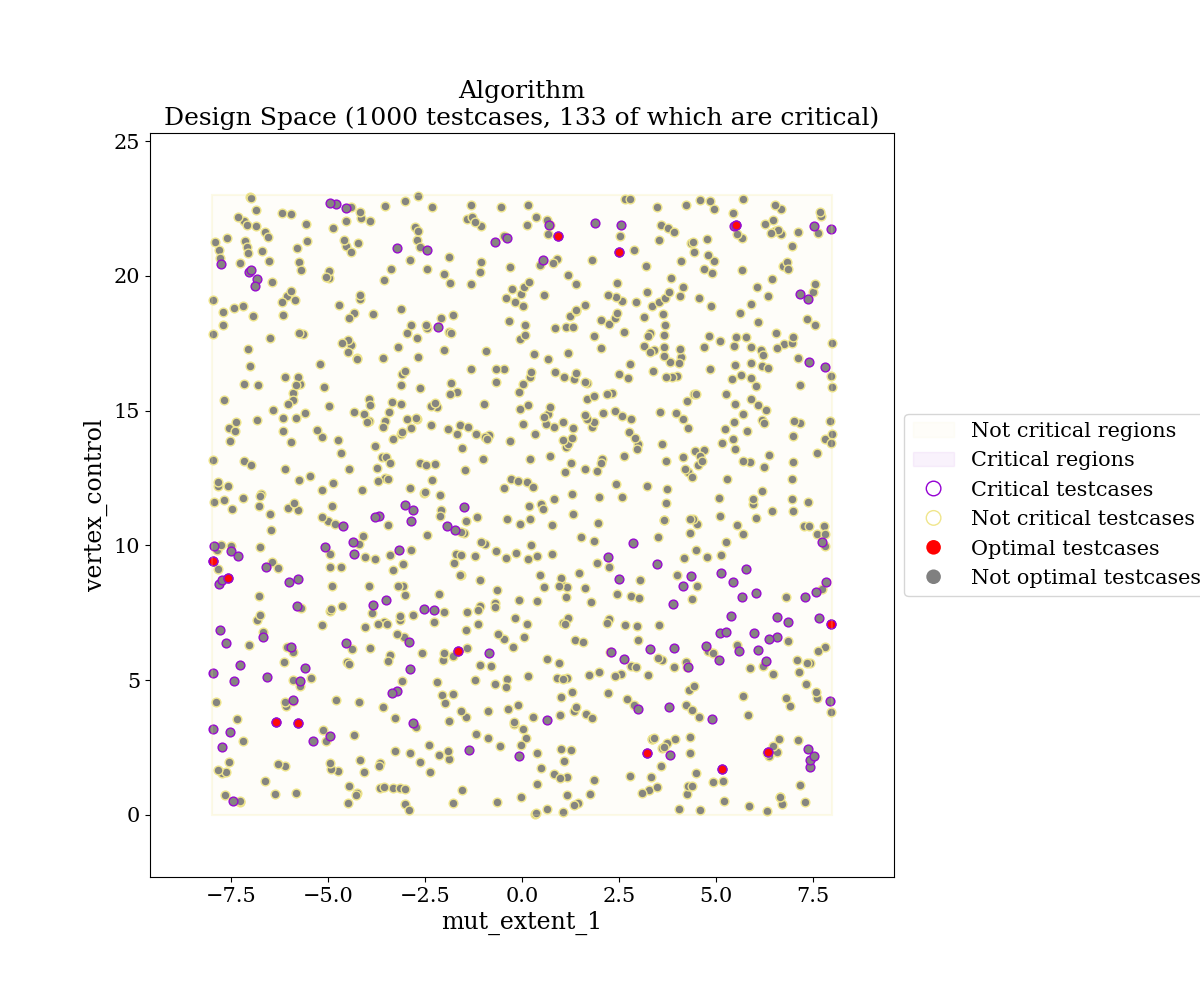 Algorithm
Design Space (1000 testcases, 133 of which are critical)
25
20
15
10
5
0
vertex_control
−7.5
−5.0
−2.5
0.0
2.5
5.0
7.5
mut_extent_1
Not critical regions
Critical regions
Critical testcases
Not critical testcases
Optimal testcases
Not optimal testcases